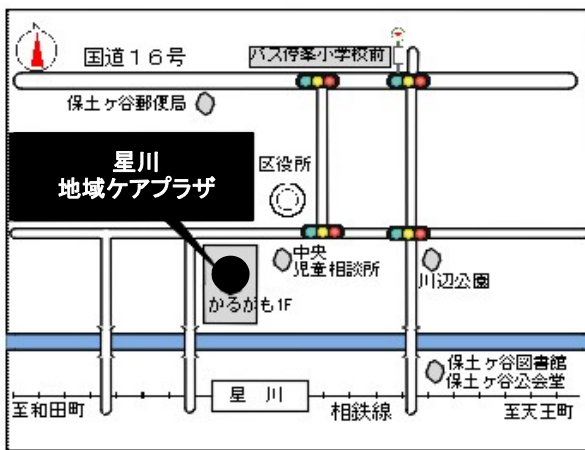 国道16号
バス停峯小学校前
保土ヶ谷郵便局
星川
地域ケアプラザ
区役所
中央
児童相談所
川辺公園
かるがも1F
保土ヶ谷図書館
保土ヶ谷公会堂
星 川
至和田町
相鉄線
至天王町